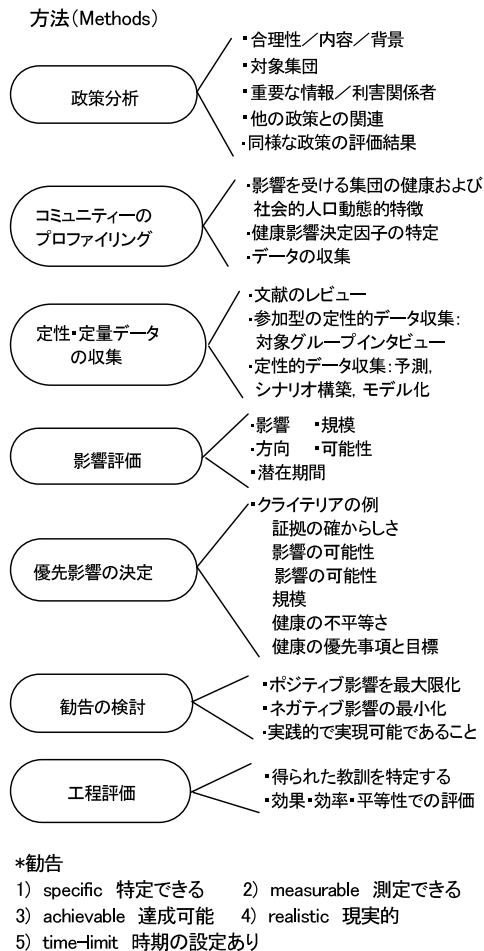 方法(Methods)
政策分析
・合理性／内容／背景
・対象集団
・重要な情報／利害関係者
・他の政策との関連
・同様な政策の評価結果
コミュニティーの
プロファイリング
・影響を受ける集団の健康および
社会的人口動態的特徴
・健康影響決定因子の特定
・データの収集
定性・定量データ
の収集
・文献のレビュー
・参加型の定性的データ収集:
対象グループインタビュー
・定性的データ収集:予測,
シナリオ構築, モデル化
影響評価
・影響 ・規模
・方向 ・可能性
・潜在期間
優先影響の決定
・クライテリアの例
証拠の確からしさ
影響の可能性
影響の可能性
規模
健康の不平等さ
健康の優先事項と目標
勧告の検討
・ポジティブ影響を最大限化
・ネガティブ影響の最小化
・実践的で実現可能であること
工程評価
・得られた教訓を特定する
・効果・効率・平等性での評価
*勧告
1) specific 特定できる 2) measurable 測定できる
3) achievable 達成可能 4) realistic 現実的
5) time-limit 時期の設定あり